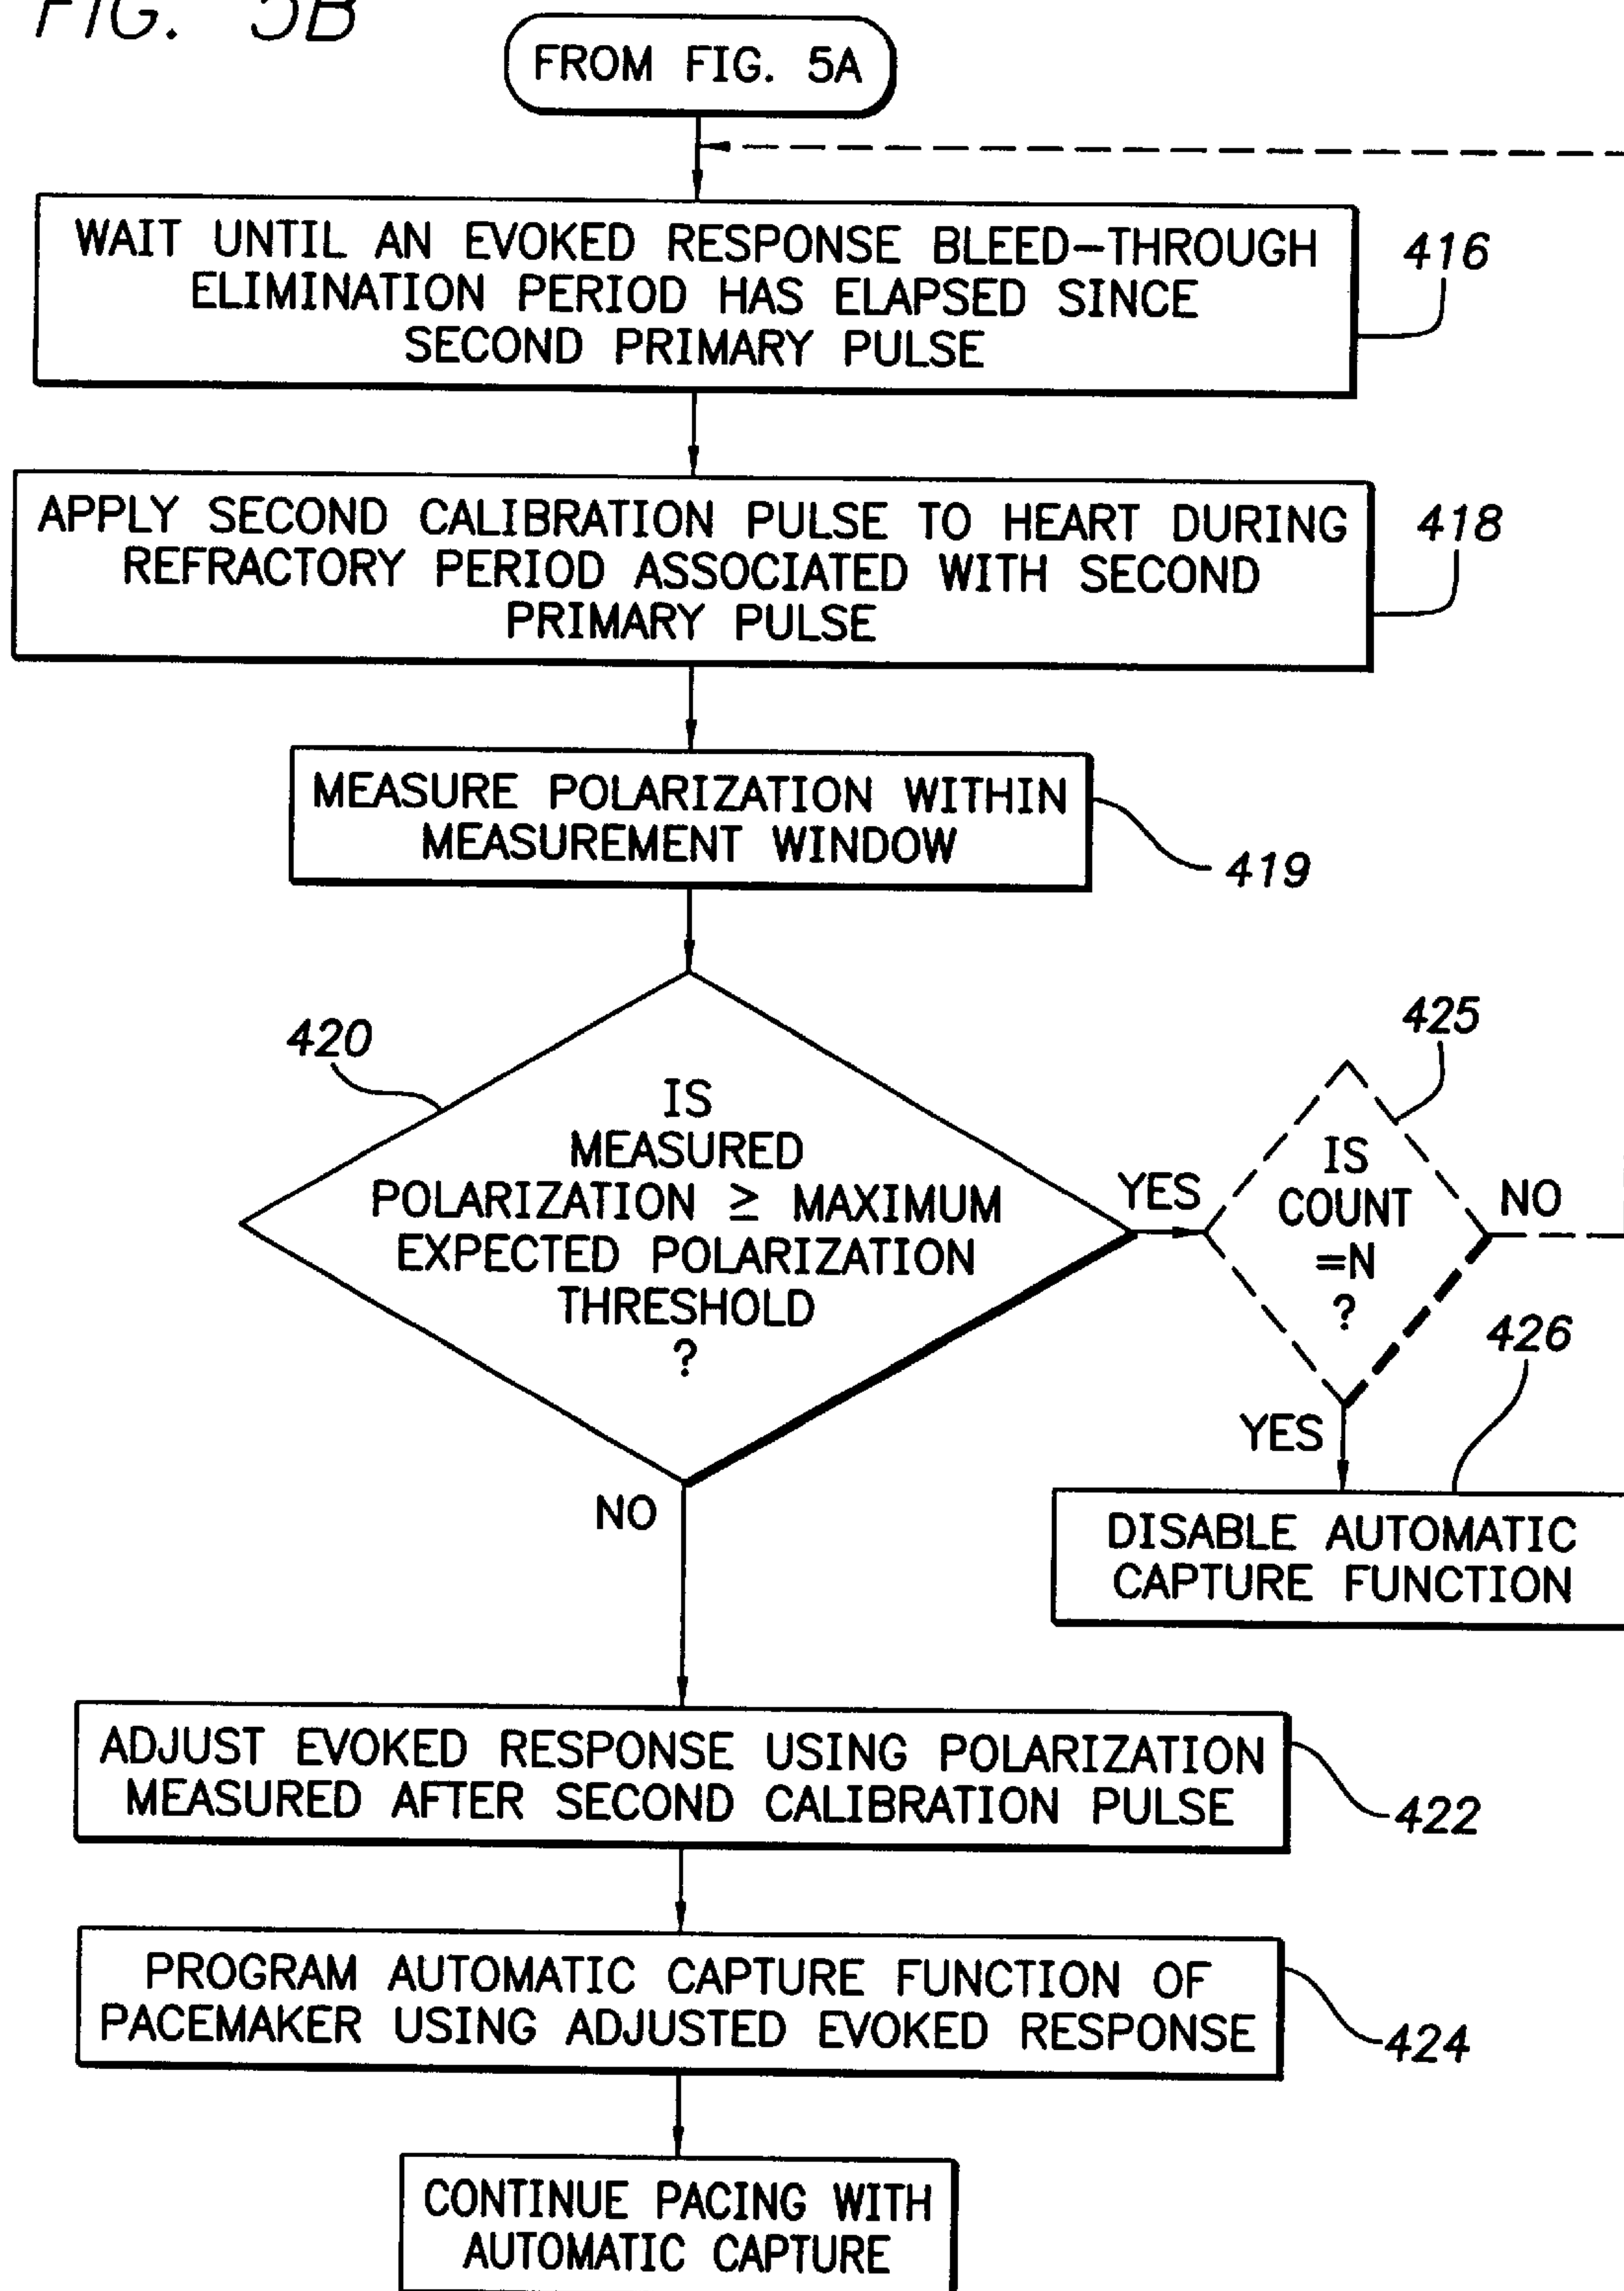 FIG. 5B
FROM FIG. 5A
WAIT UNTIL AN EVOKED RESPONSE BLEED-THROUGH
ELIMINATION PERIOD HAS ELAPSED SINCE
SECOND PRIMARY PULSE
416
APPLY SECOND CALIBRATION PULSE TO HEART DURING
REFRACTORY PERIOD ASSOCIATED WITH SECOND
PRIMARY PULSE
418
MEASURE POLARIZATION WITHIN
MEASUREMENT WINDOW
419
420
IS
MEASURED
POLARIZATION ≥ MAXIMUM
EXPECTED POLARIZATION
THRESHOLD
?
YES
NO
425
IS
COUNT
=N
?
NO
YES
426
DISABLE AUTOMATIC
CAPTURE FUNCTION
ADJUST EVOKED RESPONSE USING POLARIZATION
MEASURED AFTER SECOND CALIBRATION PULSE
422
PROGRAM AUTOMATIC CAPTURE FUNCTION OF
PACEMAKER USING ADJUSTED EVOKED RESPONSE
424
CONTINUE PACING WITH
AUTOMATIC CAPTURE